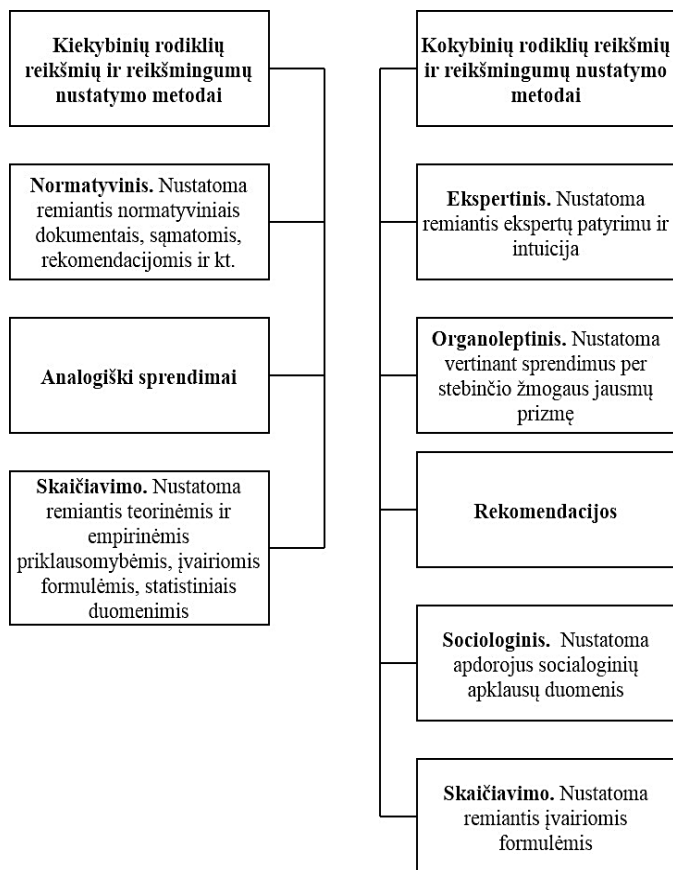 Kiekybinių rodiklių
reikšmių ir reikšmingumų
nustatymo metodai
Normatyvinis. Nustatoma
remiantis normatyviniais
dokumentais, sąmatomis,
rekomendacijomis ir kt.
Analogiški sprendimai
Skaičiavimo. Nustatoma
remiantis teorinėmis ir
empirinėmis
priklausomybėmis, įvairiomis
formulėmis, statistiniais
duomenimis
Kokybinių rodiklių reikšmių
ir reikšmingumų nustatymo
metodai
Ekspertinis. Nustatoma
remiantis ekspertų patyrimu ir
intuicija
Organoleptinis. Nustatoma
vertinant sprendimus per
stebinčio žmogaus jausmų
prizmę
Rekomendacijos
Sociologinis. Nustatoma
apdorojus socialoginių
apklausų duomenis
Skaičiavimo. Nustatoma
remiantis įvairiomis
formulėmis